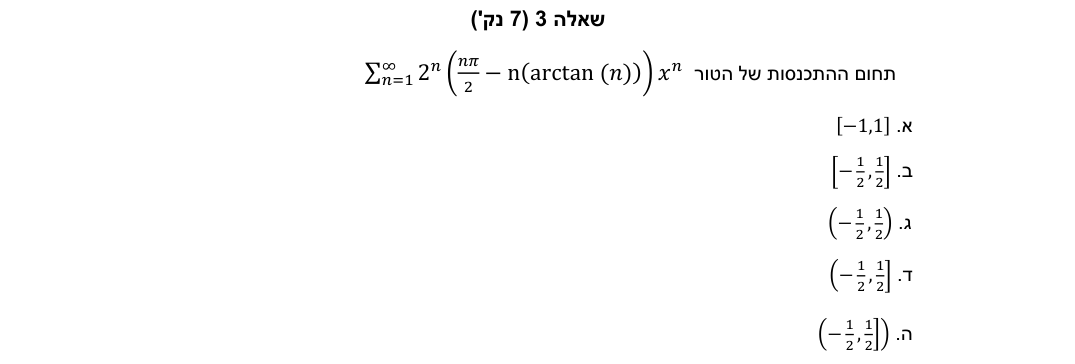 שאלה 3 (7 נק')
תחום ההתכנסות של הטור $\sum_{n=1}^{\infty} 2^n \left(\frac{n\pi}{2} - \mathrm{n}(\arctan (n))\right) x^n$
א. $[-1,1]$
ב. $\left[-\frac{1}{2},\frac{1}{2}\right]$
ג. $\left(-\frac{1}{2},\frac{1}{2}\right)$
ד. $\left(-\frac{1}{2},\frac{1}{2}\right]$
ה. $\left(-\frac{1}{2},\frac{1}{2}\right])$